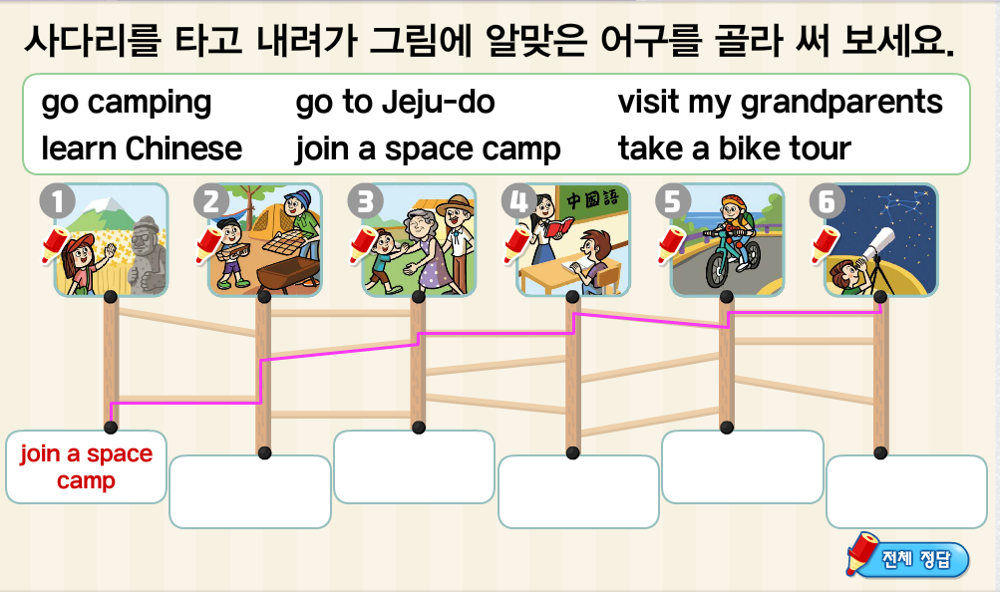 사다리를 타고 내려가 그림에 알맞은 어구를 골라 써 보세요.
go camping go to Jeju-do visit my grandparents
learn Chinese join a space camp take a bike tour
1 2 3 4 5 6
中國語
join a space
camp
전체 정답